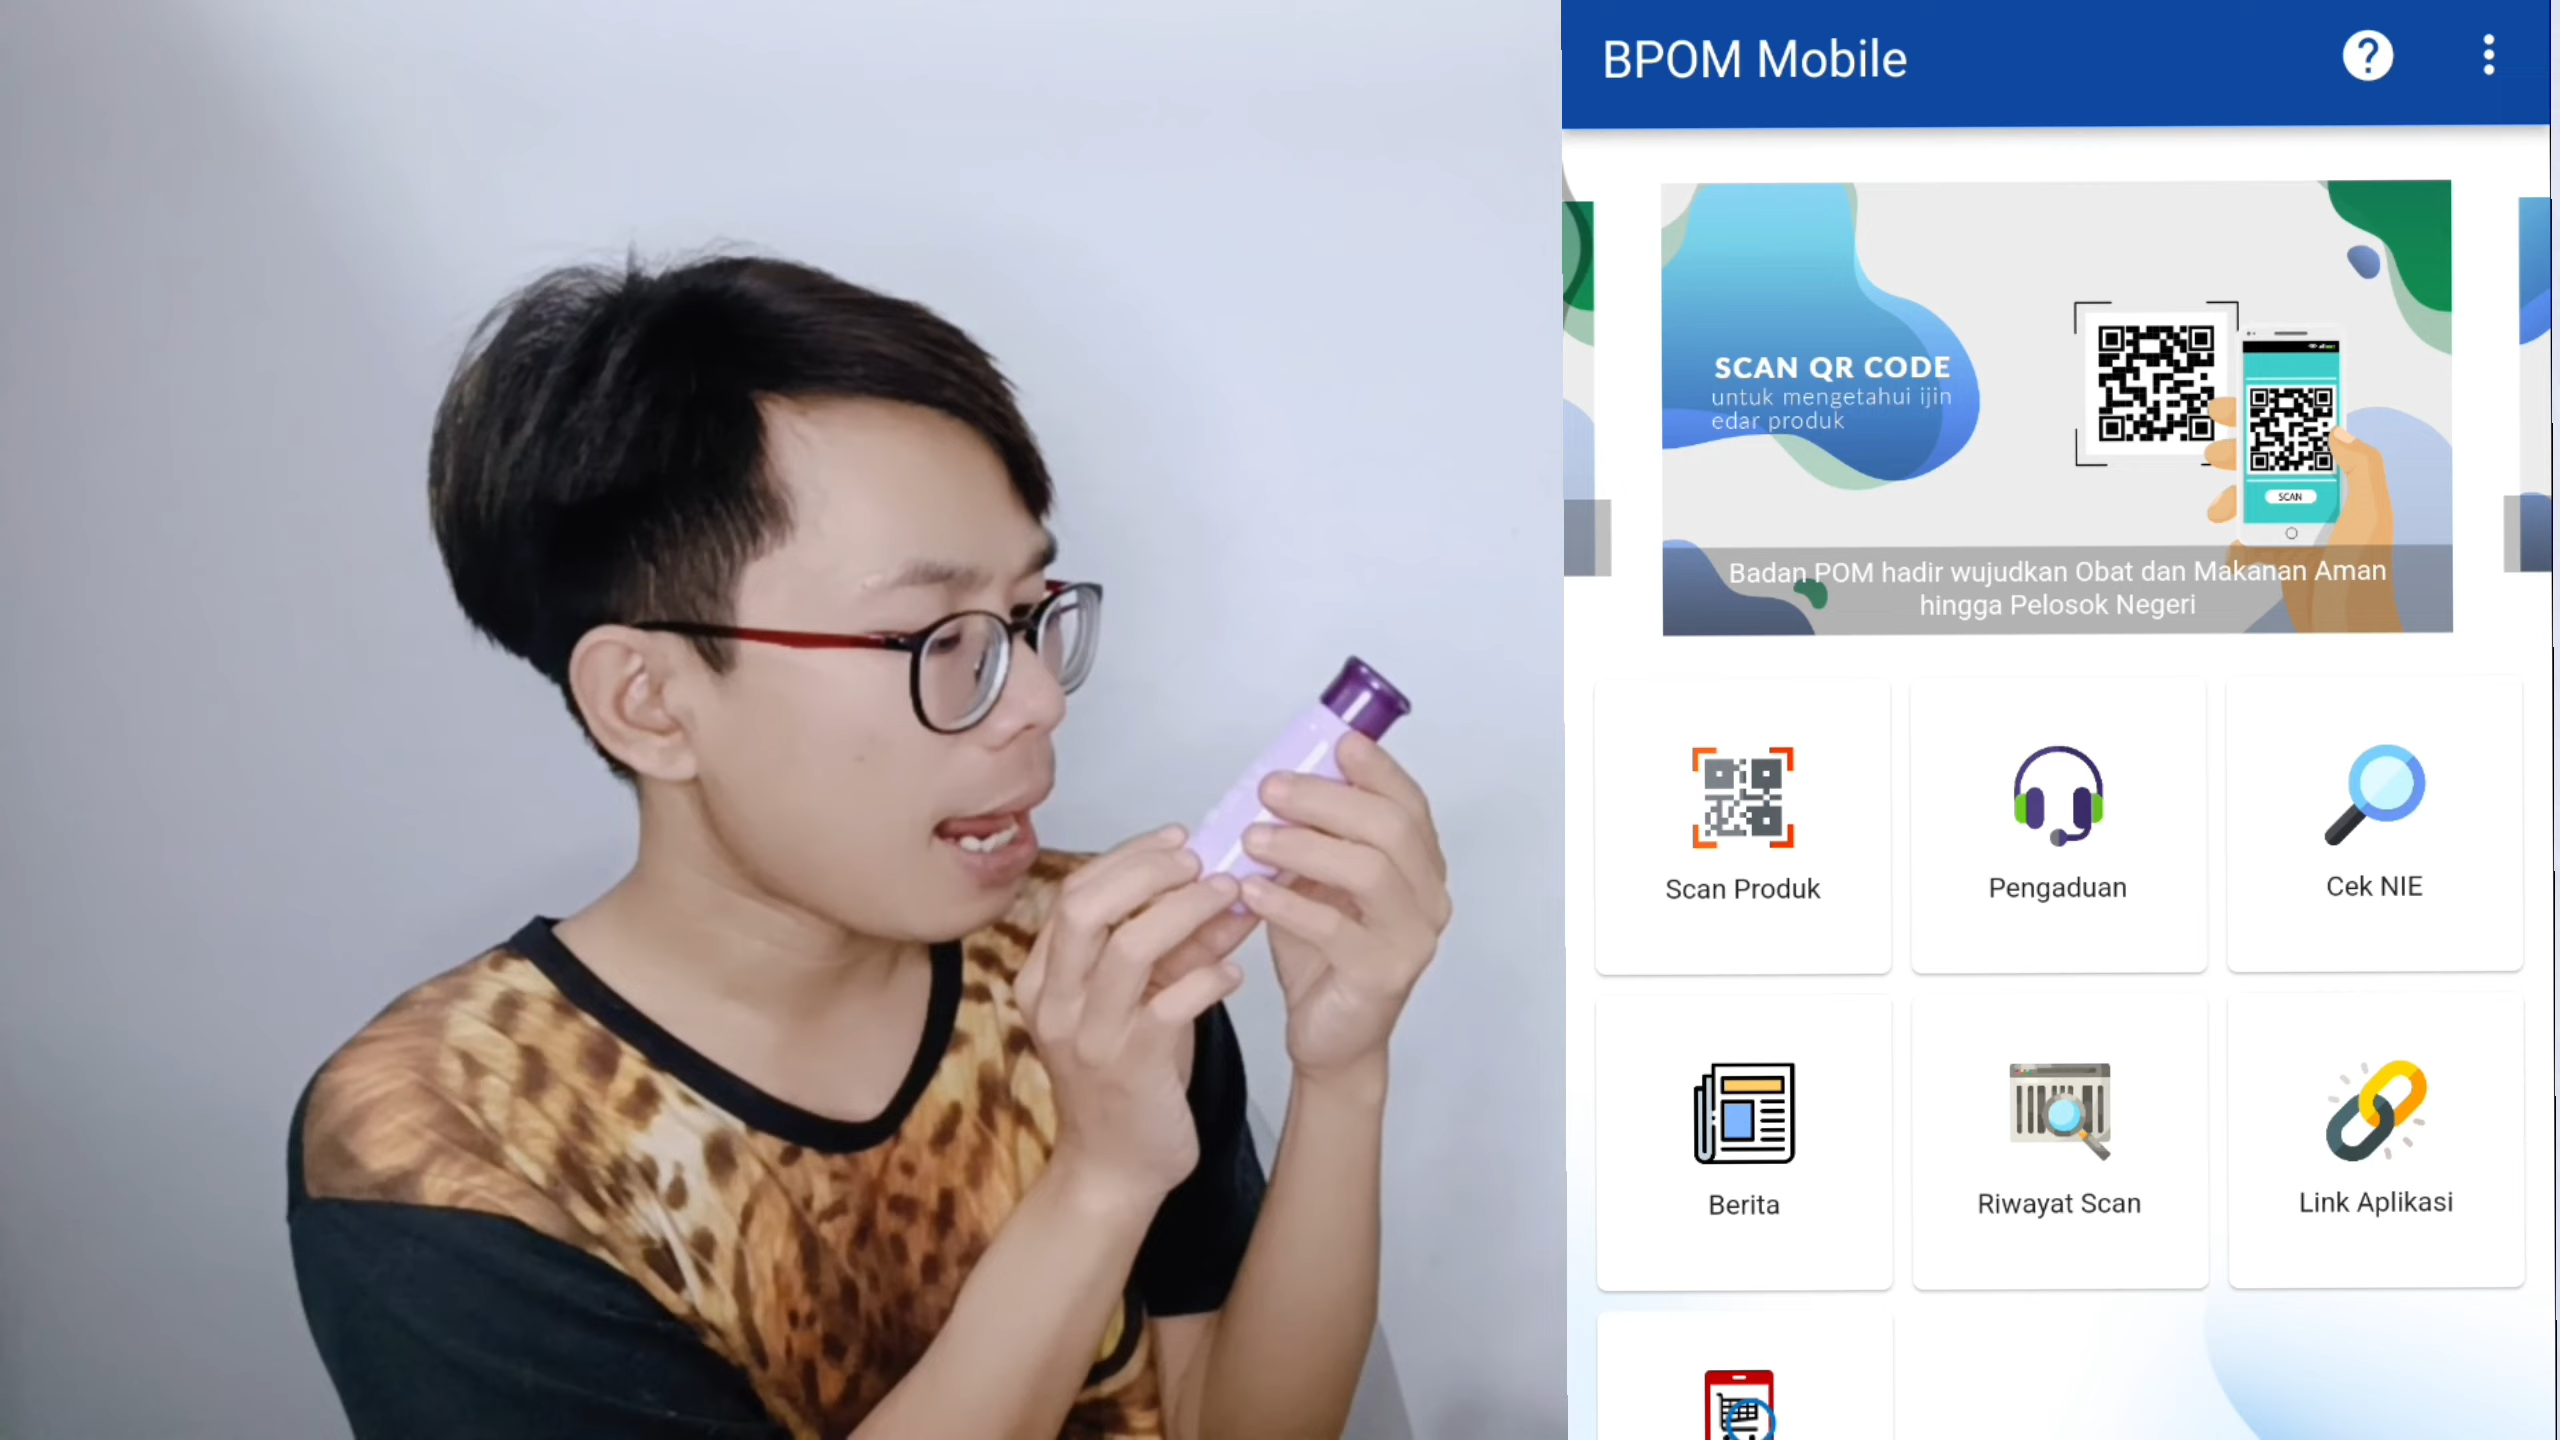 BPOM Mobile
SCAN QR CODE
untuk mengetahui ijin
edar produk
SCAN
Badan POM hadir wujudkan Obat dan Makanan Aman
hingga Pelosok Negeri
Scan Produk
Pengaduan
Cek NIE
Berita
Riwayat Scan
Link Aplikasi